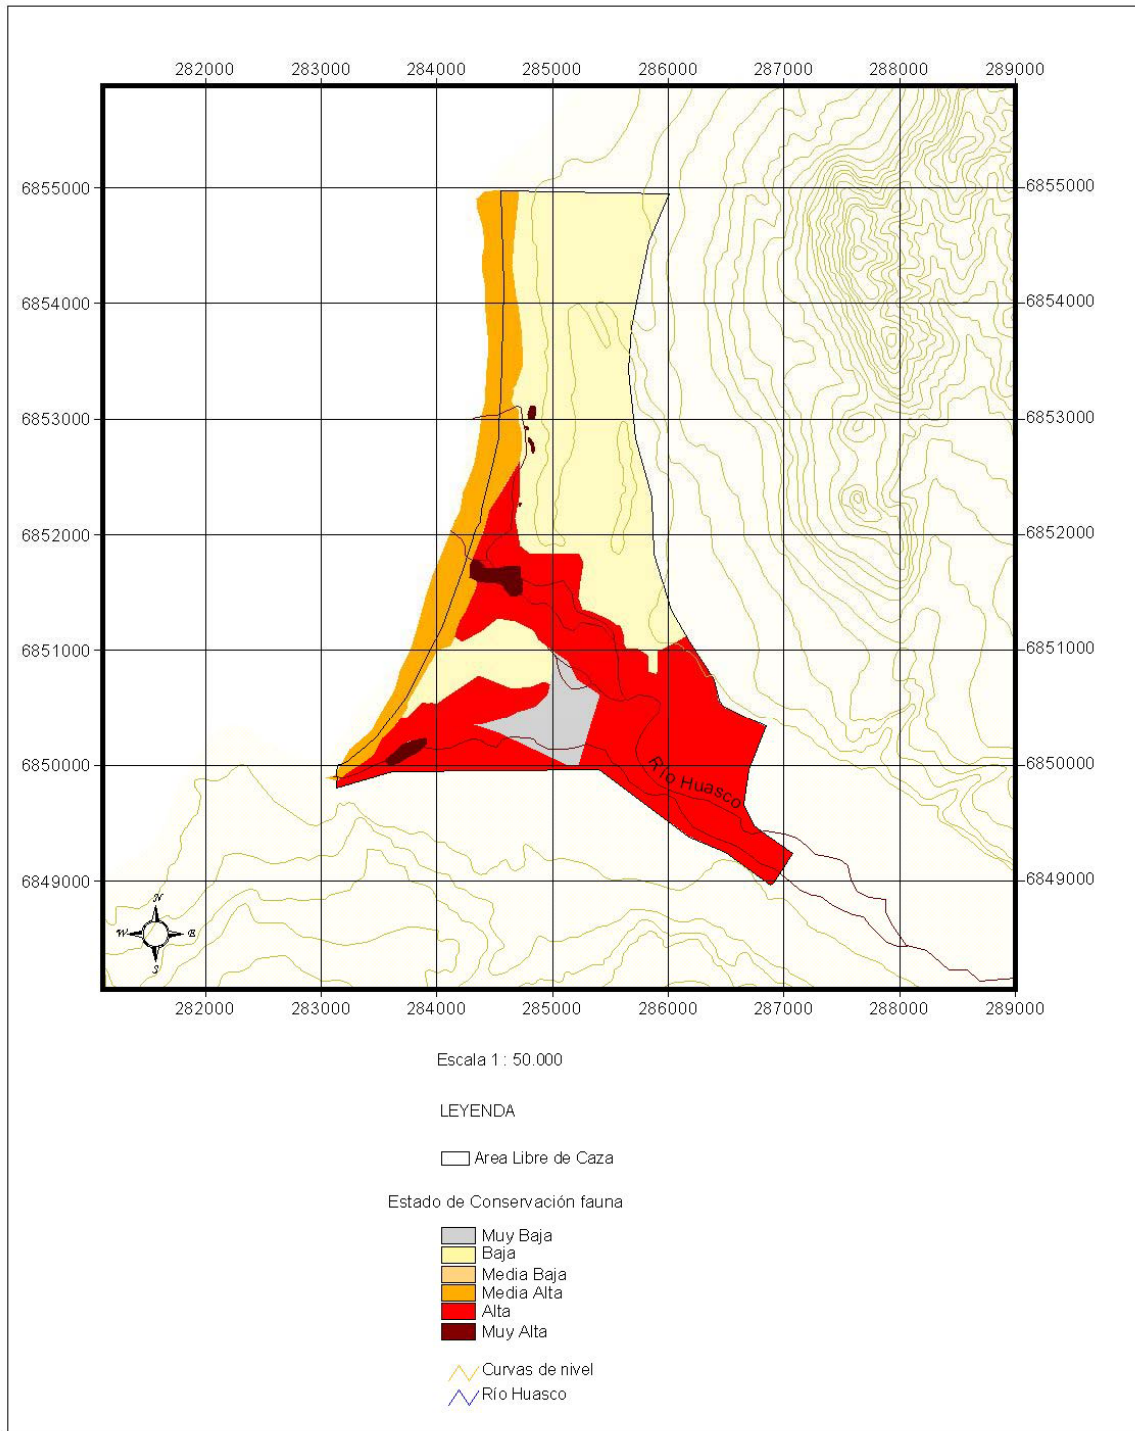 282000 283000 284000 285000 286000 287000 288000 289000
6855000 6855000
6854000 6854000
6853000 6853000
6852000 6852000
6851000 6851000
6850000 6850000
Río Huasco
6849000 6849000
N
W E
S
282000 283000 284000 285000 286000 287000 288000 289000
Escala 1 : 50.000
LEYENDA
Area Libre de Caza
Estado de Conservación fauna
Muy Baja
Baja
Media Baja
Media Alta
Alta
Muy Alta
Curvas de nivel
Río Huasco